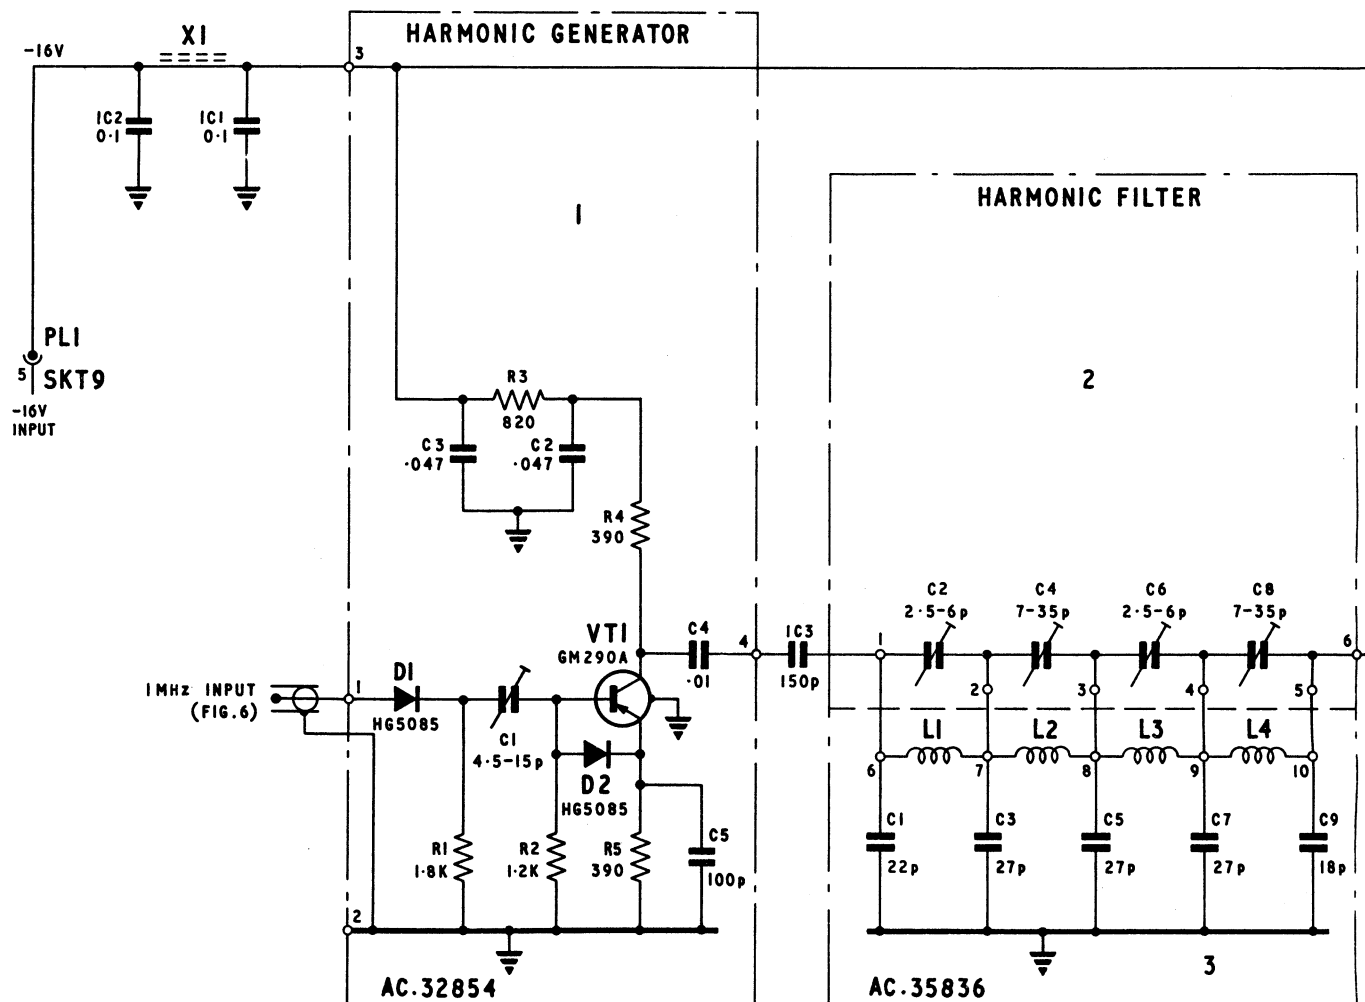 HARMONIC GENERATOR
X1
-16V
3
1C2
0·1
1C1
0·1
1
HARMONIC FILTER
2
PL1
5
SKT9
-16V
INPUT
R3
820
C3
·047
C2
·047
R4
390
VT1
GM290A
C4
·01
4
1C3
150p
1
C2
2·5-6p
C4
7-35p
C6
2·5-6p
C8
7-35p
6
1MHz INPUT
(FIG.6)
1
D1
HG5085
C1
4·5-15p
D2
HG5085
2
3
4
5
L1
L2
L3
L4
6
7
8
9
10
R1
1·8K
R2
1·2K
R5
390
C5
100p
C1
22p
C3
27p
C5
27p
C7
27p
C9
18p
2
3
AC.32854
AC.35836